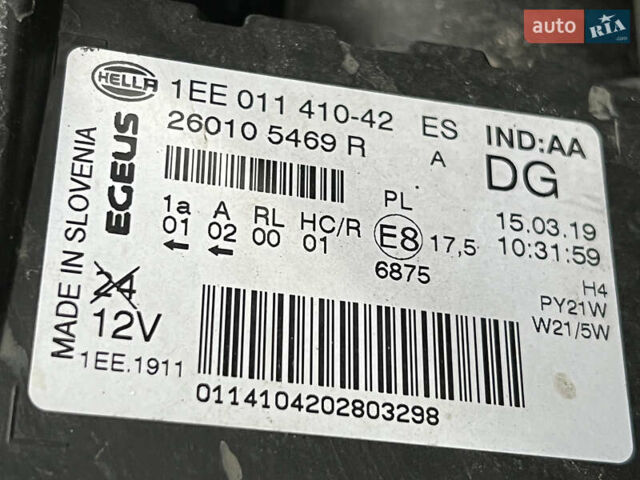 auto RIA.com
HELLA 1EE 011 410-42 ES IND:AA
260105469 R A DG
MADE IN SLOVENIA
EGEUS
PL
1a A RL HC/R E8 17,5 15.03.19
01 02 00 01 6875 10:31:59
24
12V
H4
PY21W
W21/5W
1EE.1911
0114104202803298